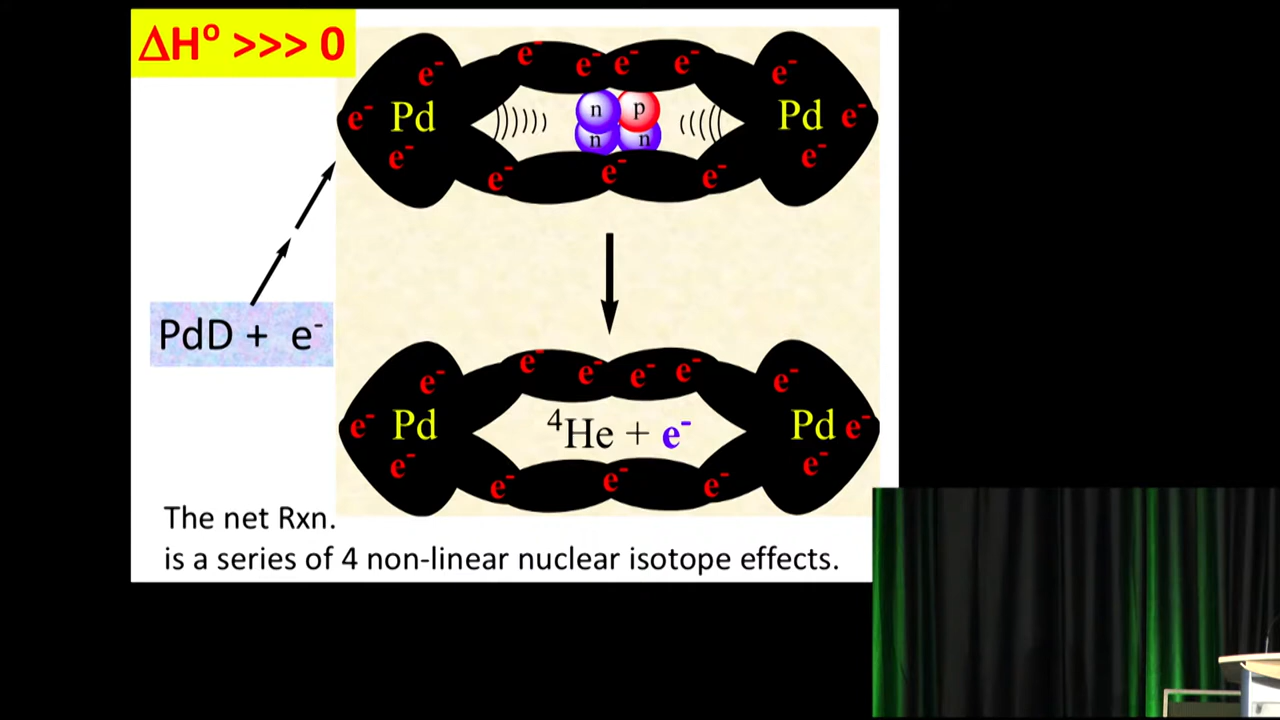 ΔHº >>> 0
e⁻ e⁻ e⁻ e⁻ e⁻ e⁻
e⁻ Pd n p Pd e⁻
n n
e⁻ e⁻
e⁻ e⁻ e⁻
PdD + e⁻
e⁻ e⁻ e⁻ e⁻ e⁻ e⁻
e⁻ Pd ⁴He + e⁻ Pd e⁻
e⁻ e⁻
e⁻ e⁻ e⁻
The net Rxn.
is a series of 4 non-linear nuclear isotope effects.